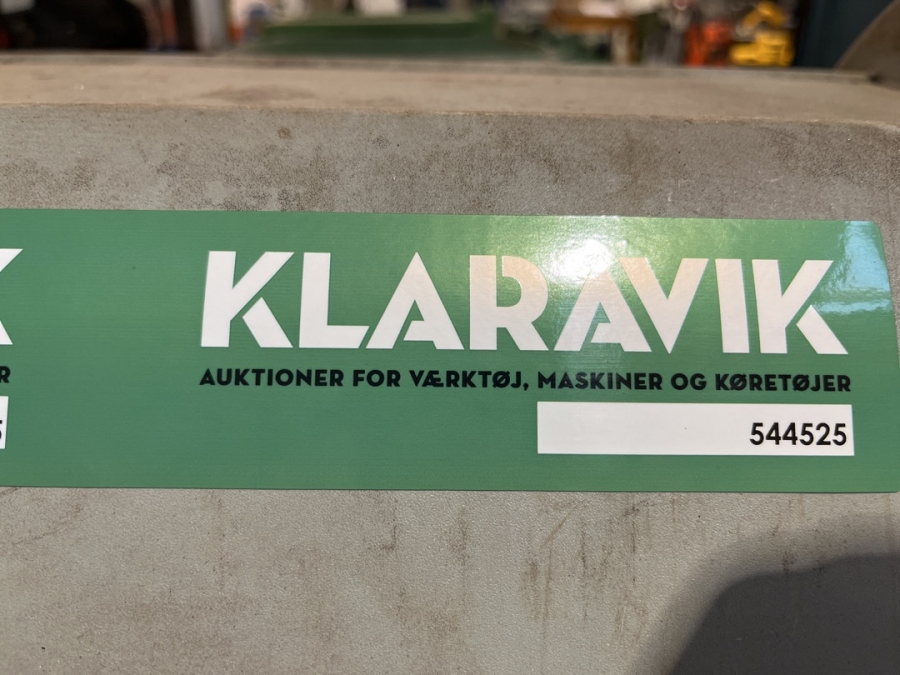 KLARAVIK
AUKTIONER FOR VÆRKTØJ, MASKINER OG KØRETØJER
544525